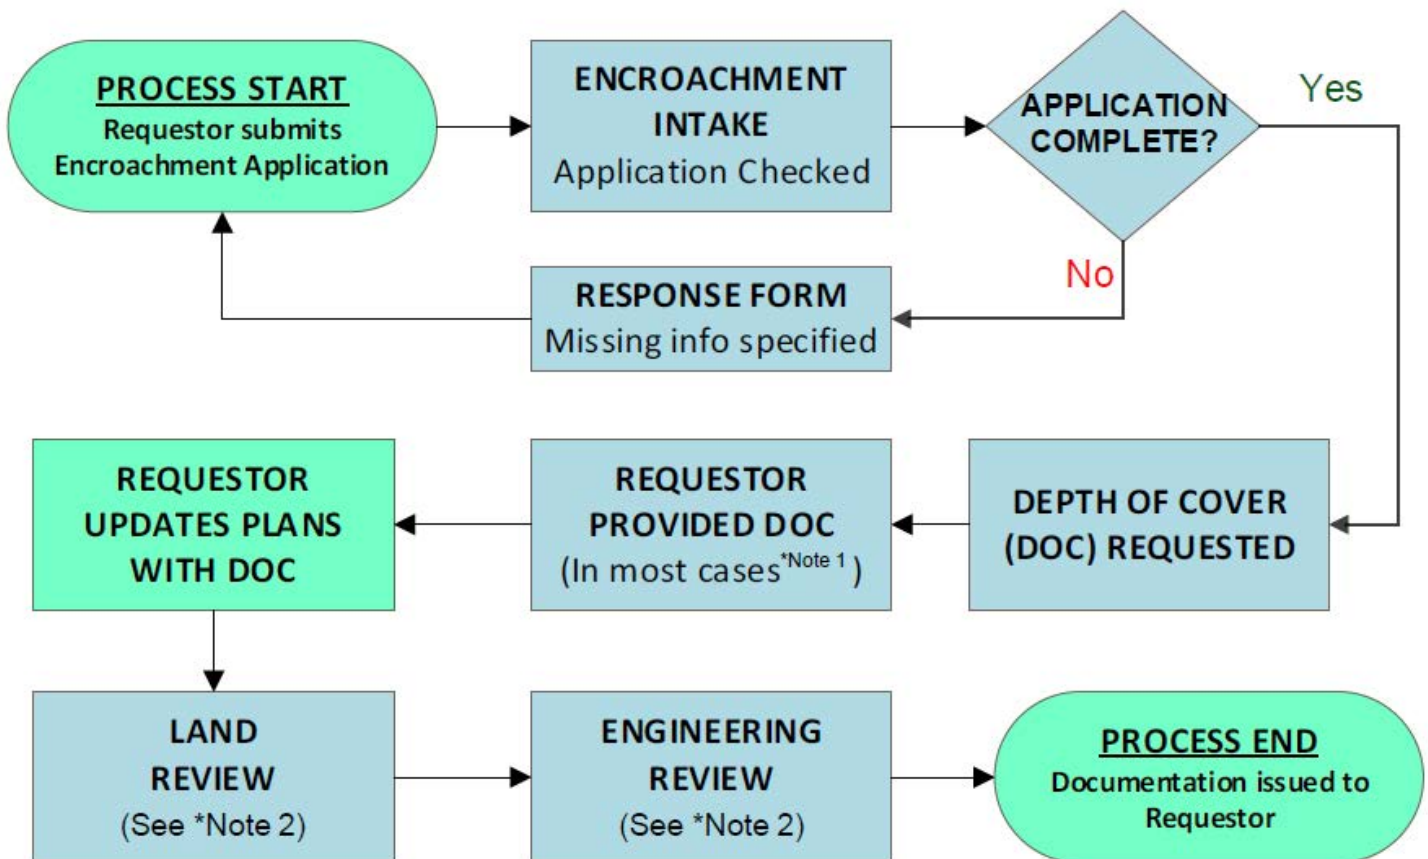 PROCESS START
Requestor submits
Encroachment Application
ENCROACHMENT
INTAKE
Application Checked
APPLICATION
COMPLETE?
Yes
No
RESPONSE FORM
Missing info specified
DEPTH OF COVER
(DOC) REQUESTED
REQUESTOR
PROVIDED DOC
(In most cases*Note 1)
REQUESTOR
UPDATES PLANS
WITH DOC
LAND
REVIEW
(See *Note 2)
ENGINEERING
REVIEW
(See *Note 2)
PROCESS END
Documentation issued to
Requestor